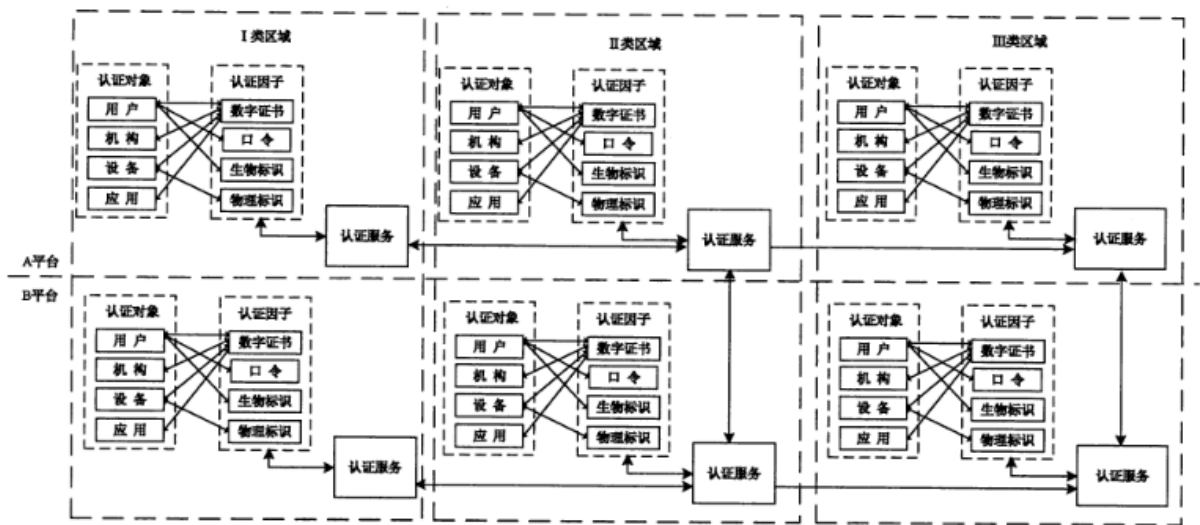 I类区域
II类区域
III类区域
认证对象
认证因子
用户
数字证书
机构
口令
设备
生物标识
应用
物理标识
认证服务
认证对象
认证因子
用户
数字证书
机构
口令
设备
生物标识
应用
物理标识
认证服务
认证对象
认证因子
用户
数字证书
机构
口令
设备
生物标识
应用
物理标识
认证服务
A平台
B平台
认证对象
认证因子
用户
数字证书
机构
口令
设备
生物标识
应用
物理标识
认证服务
认证对象
认证因子
用户
数字证书
机构
口令
设备
生物标识
应用
物理标识
认证服务
认证对象
认证因子
用户
数字证书
机构
口令
设备
生物标识
应用
物理标识
认证服务